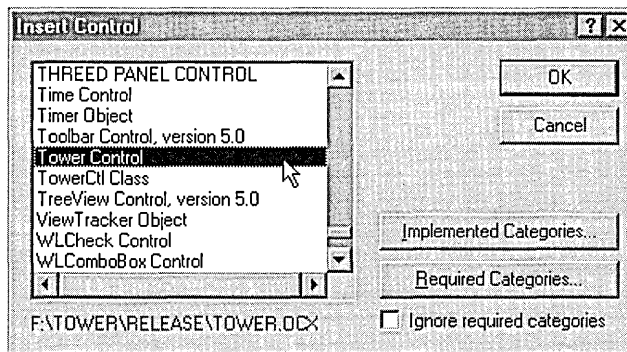 Insert Control
? X
THREED PANEL CONTROL
Time Control
Timer Object
Toolbar Control, version 5.0
Tower Control
TowerCtl Class
TreeView Control, version 5.0
ViewTracker Object
WLCheck Control
WLComboBox Control
F:\TOWER\RELEASE\TOWER.OCX
OK
Cancel
Implemented Categories...
Required Categories...
Ignore required categories